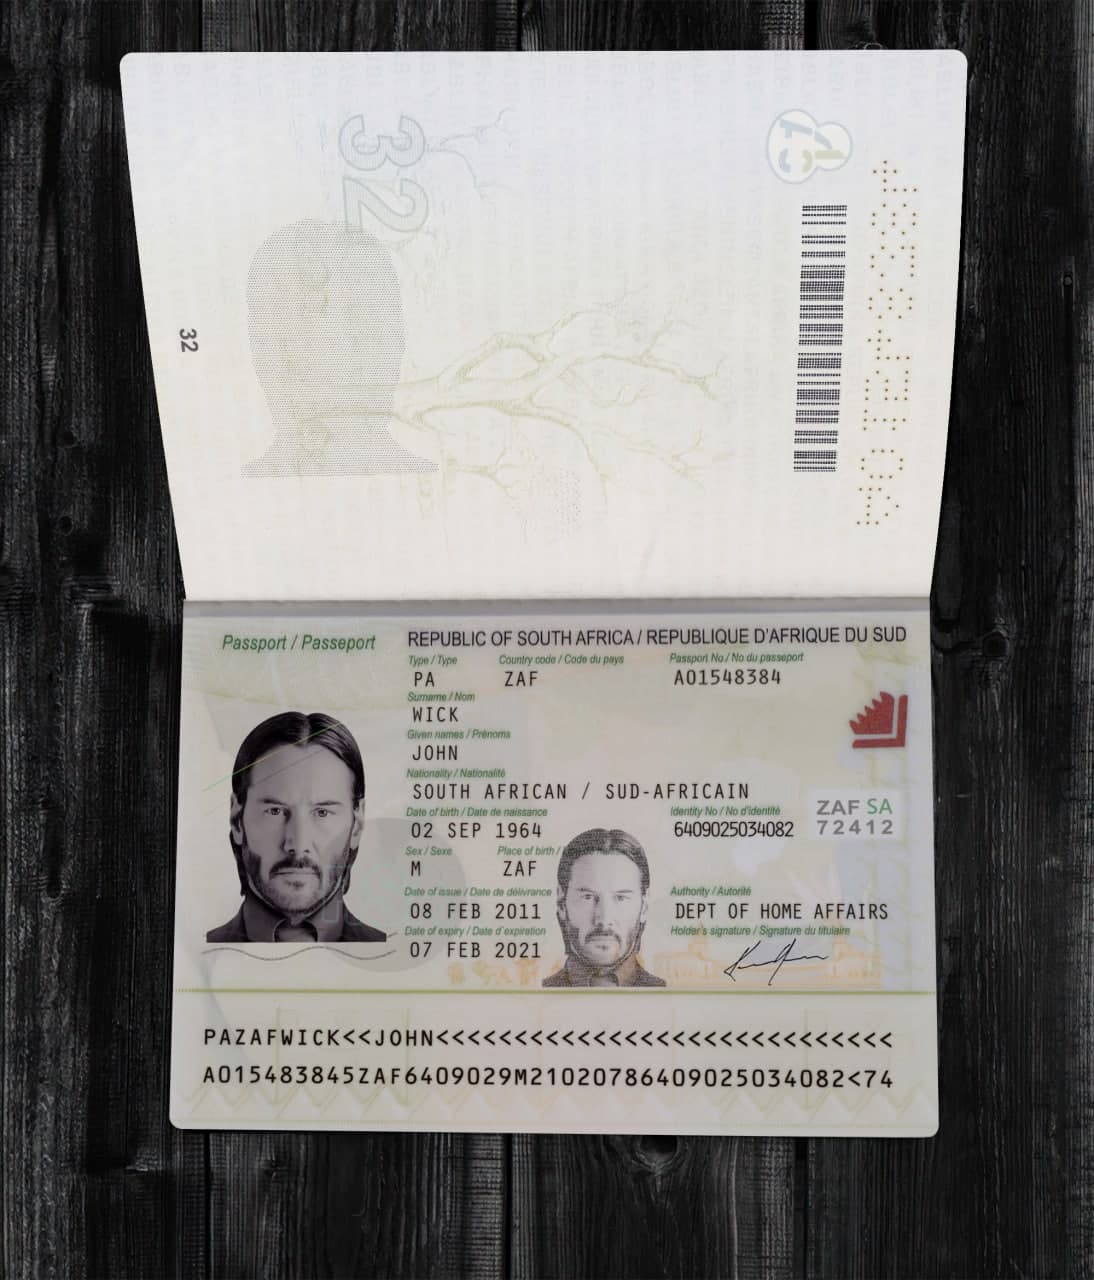 32
32
Passport / Passeport
REPUBLIC OF SOUTH AFRICA / REPUBLIQUE D'AFRIQUE DU SUD
Type / Type Country code / Code du pays Passport No / No du passeport
PA ZAF A01548384
Surname / Nom
WICK
Given names / Prénoms
JOHN
Nationality / Nationalité
SOUTH AFRICAN / SUD-AFRICAIN
Date of birth / Date de naissance Identity No / No d'identité
02 SEP 1964 6409025034082
ZAF SA
72412
Sex / Sexe Place of birth /
M ZAF
Date of issue / Date de délivrance Authority / Autorité
08 FEB 2011 DEPT OF HOME AFFAIRS
Date of expiry / Date d'expiration Holder's signature / Signature du titulaire
07 FEB 2021
PAZAFWICK<<JOHN<<<<<<<<<<<<<<<<<<<<<<<<<<<<<
A015483845ZAF6409029M2102078640902503408​2<74